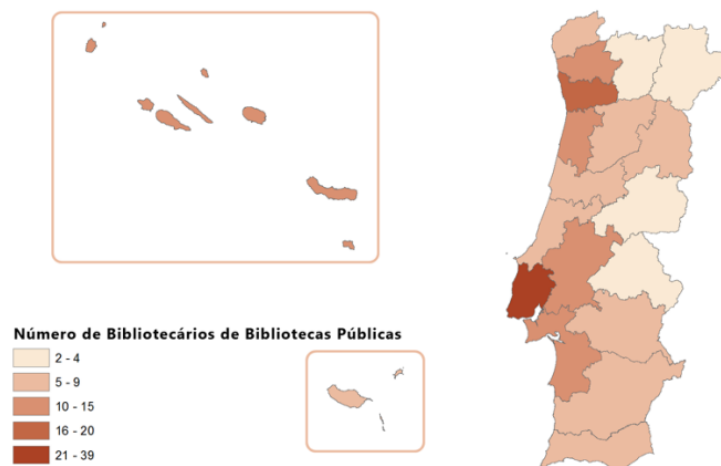 Número de Bibliotecários de Bibliotecas Públicas
2 - 4
5 - 9
10 - 15
16 - 20
21 - 39